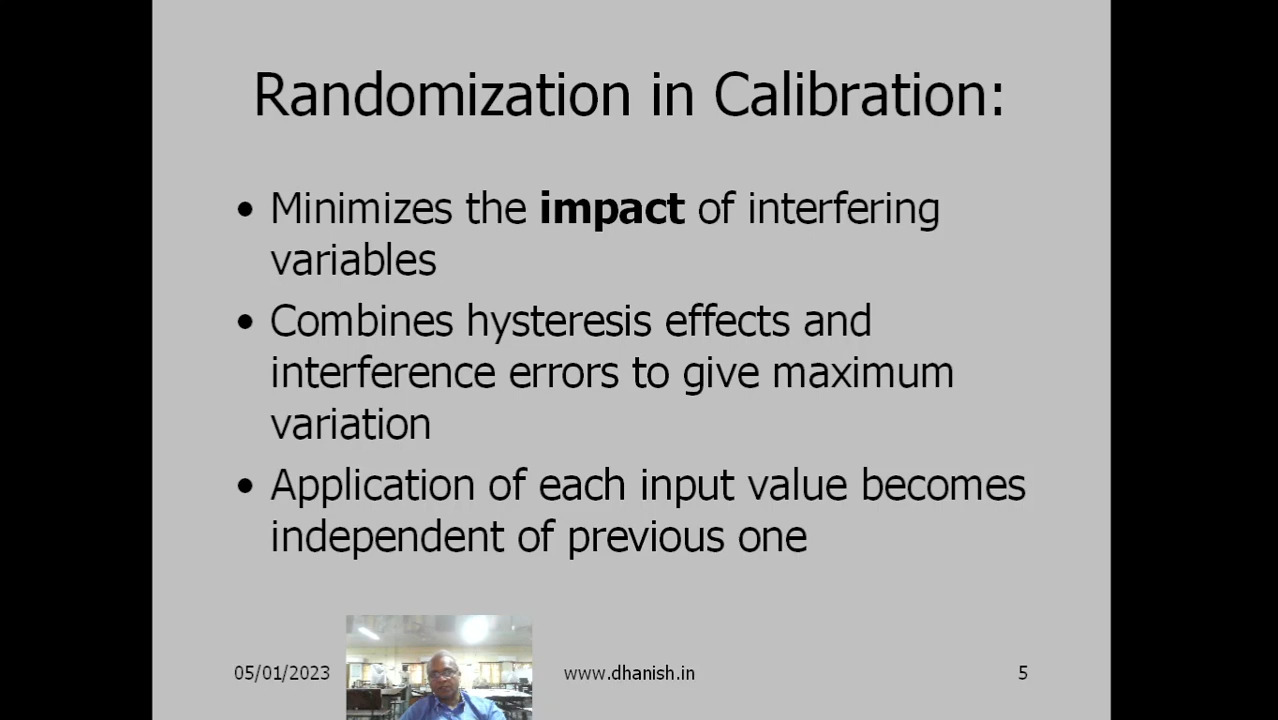 Randomization in Calibration:
• Minimizes the impact of interfering
variables
• Combines hysteresis effects and
interference errors to give maximum
variation
• Application of each input value becomes
independent of previous one
05/01/2023
www.dhanish.in
5